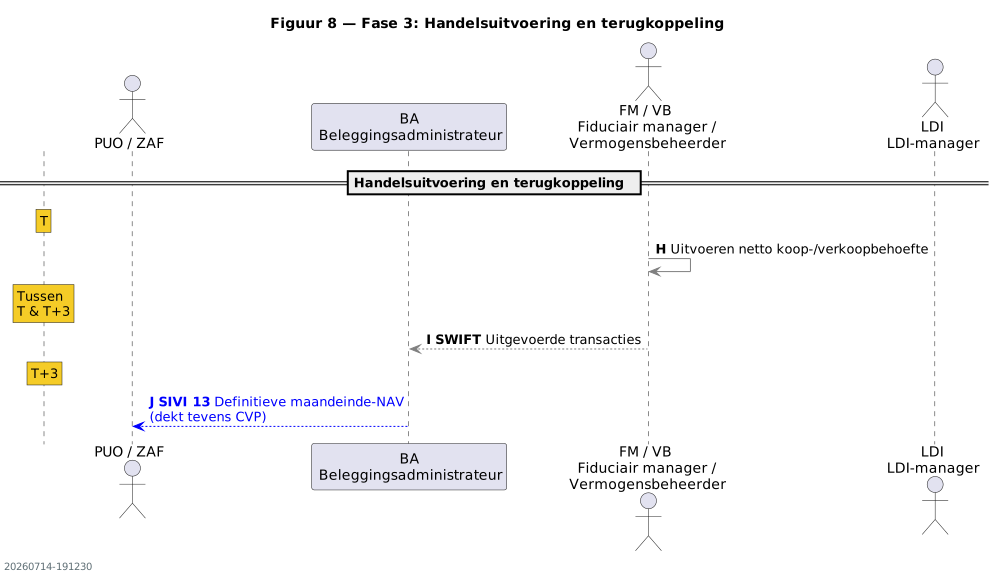 Figuur 8 — Fase 3: Handelsuitvoering en terugkoppeling
PUO / ZAF
BA
Beleggingsadministrateur
FM / VB
Fiduciair manager /
Vermogensbeheerder
LDI
LDI-manager
Handelsuitvoering en terugkoppeling
T
H Uitvoeren netto koop-/verkoopbehoefte
Tussen
T & T+3
I SWIFT Uitgevoerde transacties
T+3
J SIVI 13 Definitieve maandeinde-NAV
(dekt tevens CVP)
PUO / ZAF
BA
Beleggingsadministrateur
FM / VB
Fiduciair manager /
Vermogensbeheerder
LDI
LDI-manager
20260714-191230